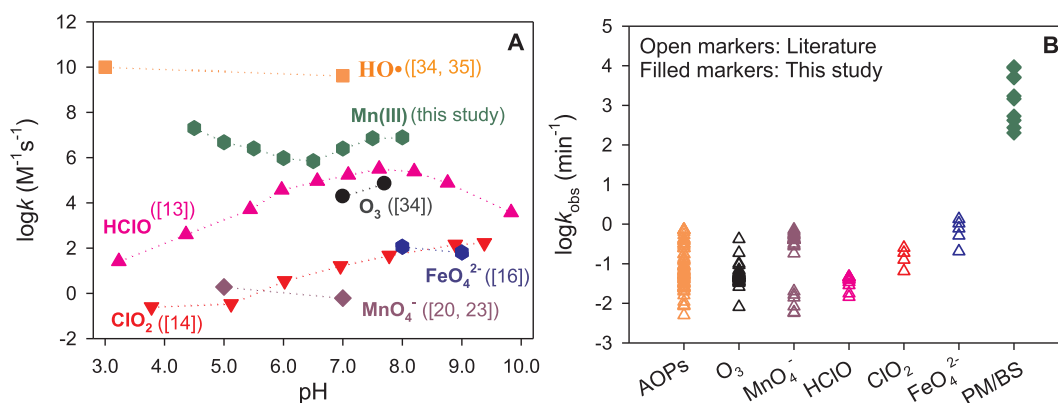 A
logk (M⁻¹s⁻¹)
12
10
8
6
4
2
0
-2
HO• ([34, 35])
Mn(III) (this study)
HClO ([13])
O₃ ([34])
FeO₄²⁻ ([16])
MnO₄⁻ ([20, 23])
ClO₂ ([14])
3.0 4.0 5.0 6.0 7.0 8.0 9.0 10.0
pH
B
Open markers: Literature
Filled markers: This study
logk_obs (min⁻¹)
5
4
3
2
1
0
-1
-2
-3
AOPs O₃ MnO₄⁻ HClO ClO₂ FeO₄²⁻ PM/BS